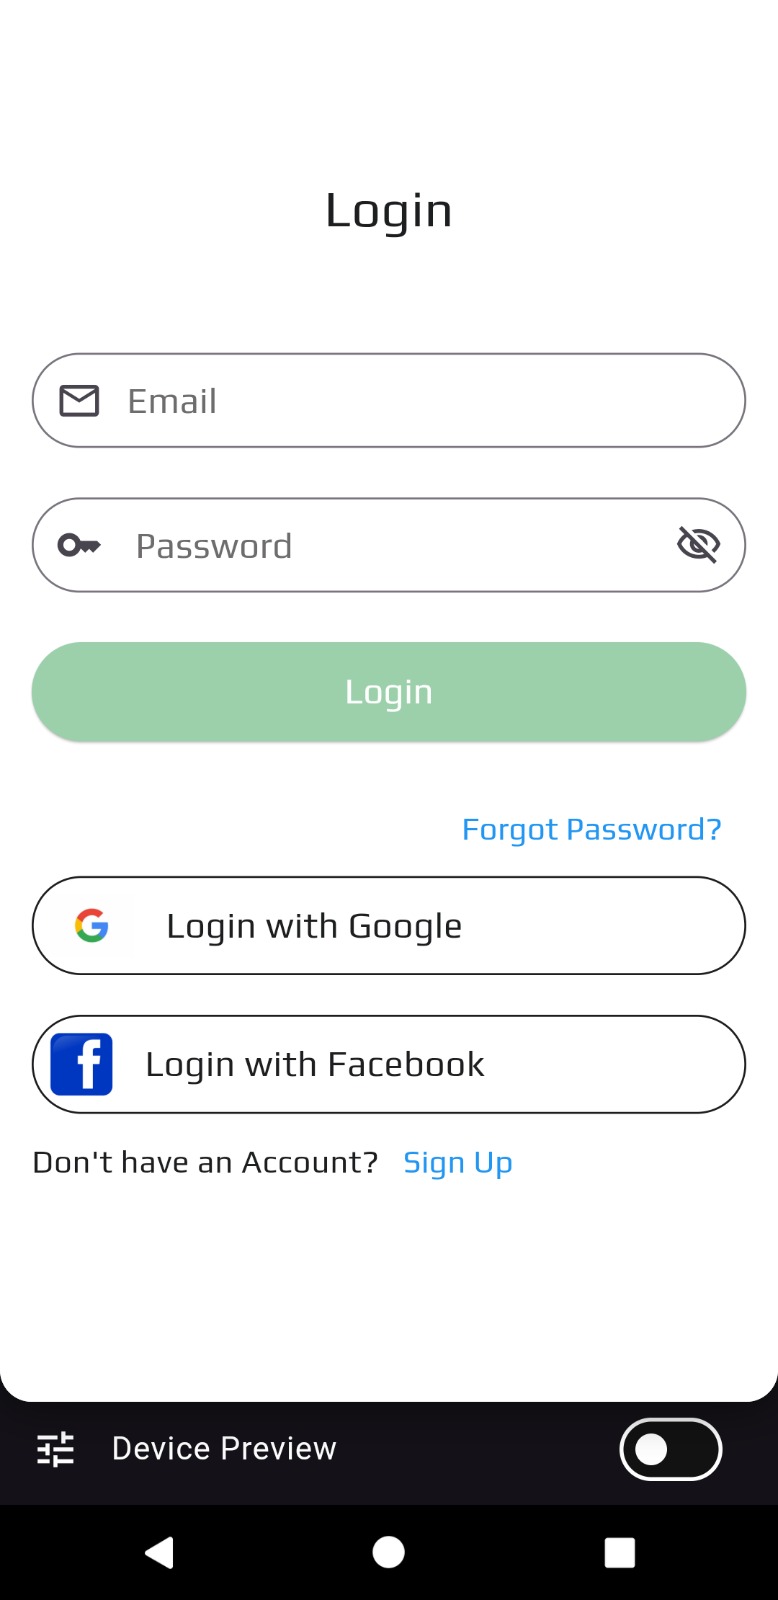 Login
Email
Password
Login
Forgot Password?
Login with Google
Login with Facebook
Don't have an Account? Sign Up
Device Preview